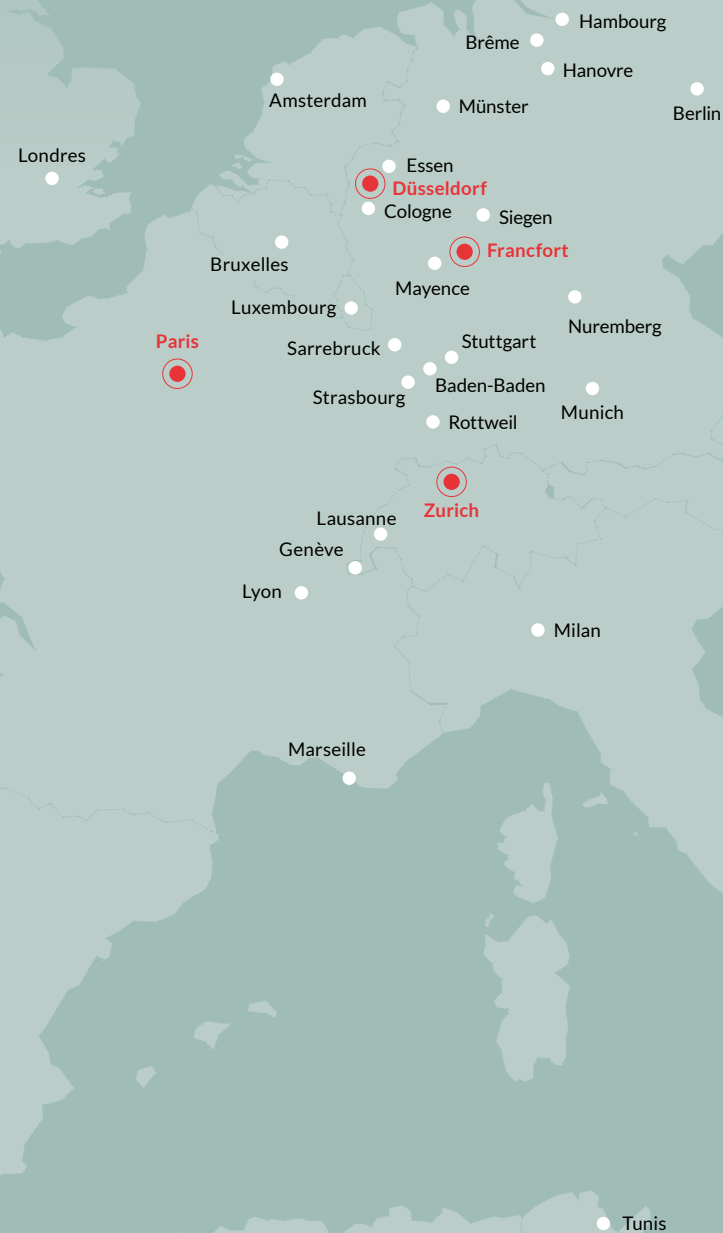 Hambourg
Brême
Hanovre
Amsterdam
Münster
Berlin
Londres
Essen
Düsseldorf
Cologne
Siegen
Bruxelles
Francfort
Mayence
Luxembourg
Nuremberg
Paris
Sarrebruck
Stuttgart
Strasbourg
Baden-Baden
Munich
Rottweil
Zurich
Lausanne
Genève
Lyon
Milan
Marseille
Tunis